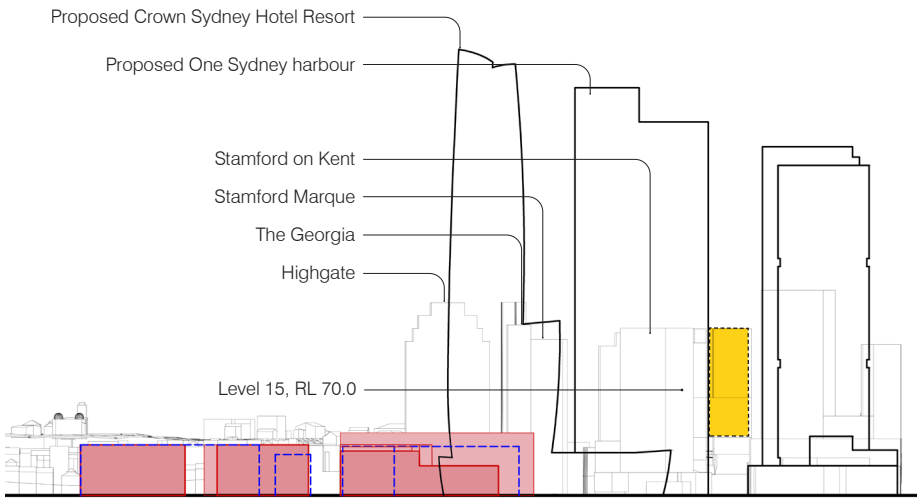 Proposed Crown Sydney Hotel Resort
Proposed One Sydney harbour
Stamford on Kent
Stamford Marque
The Georgia
Highgate
Level 15, RL 70.0